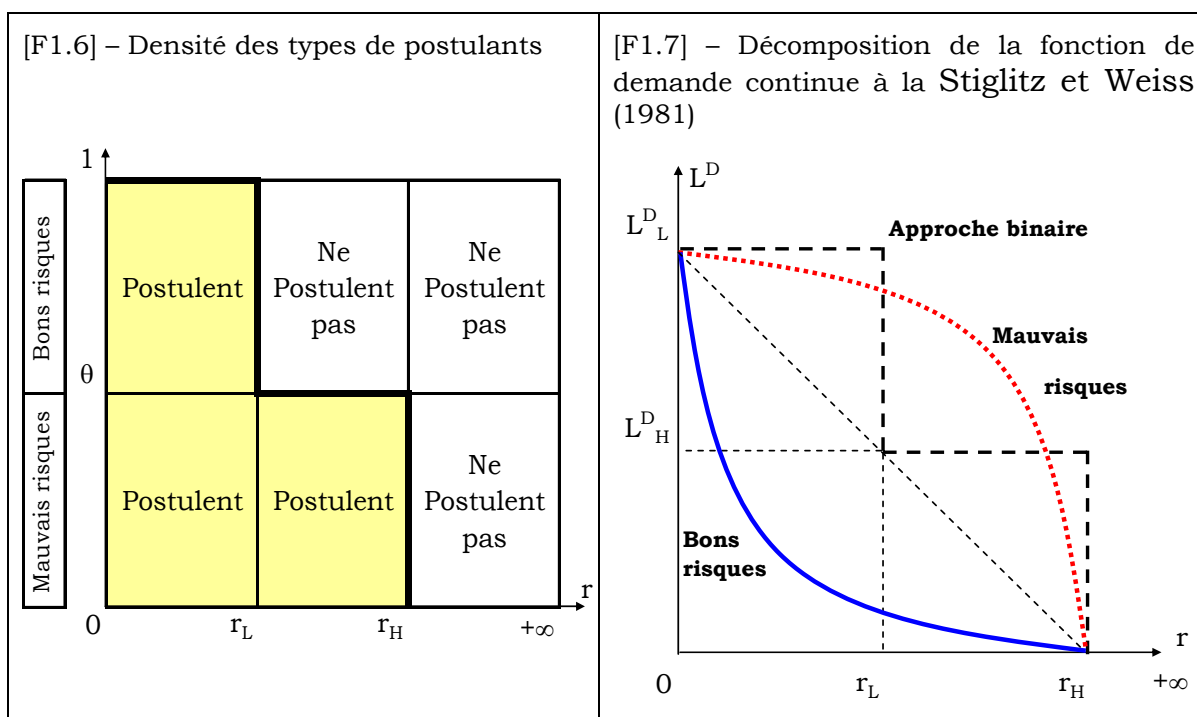 [F1.6] – Densité des types de postulants
1
Bons risques
Postulent
Ne
Postulent
pas
Ne
Postulent
pas
θ
Mauvais risques
Postulent
Postulent
Ne
Postulent
pas
r
0
r_L
r_H
+∞
[F1.7] – Décomposition de la fonction de
demande continue à la Stiglitz et Weiss
(1981)
L^D
L^D_L
Approche binaire
Mauvais
risques
L^D_H
Bons
risques
r
0
r_L
r_H
+∞